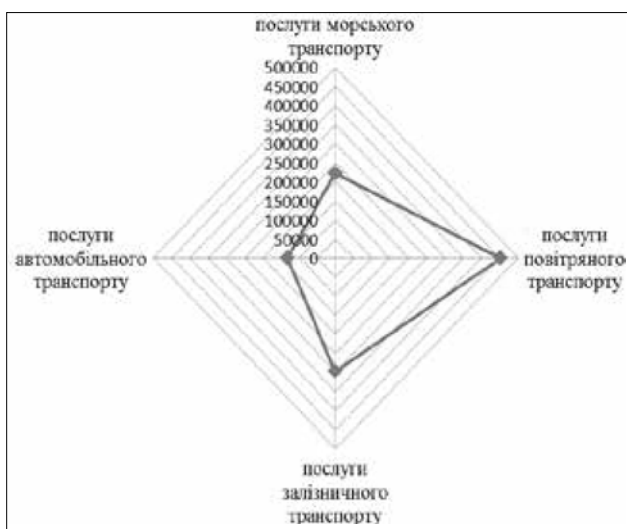 послуги морського
транспорту
500000
450000
400000
350000
300000
250000
200000
150000
100000
50000
0
послуги
автомобільного
транспорту
послуги
повітряного
транспорту
послуги
залізничного
транспорту